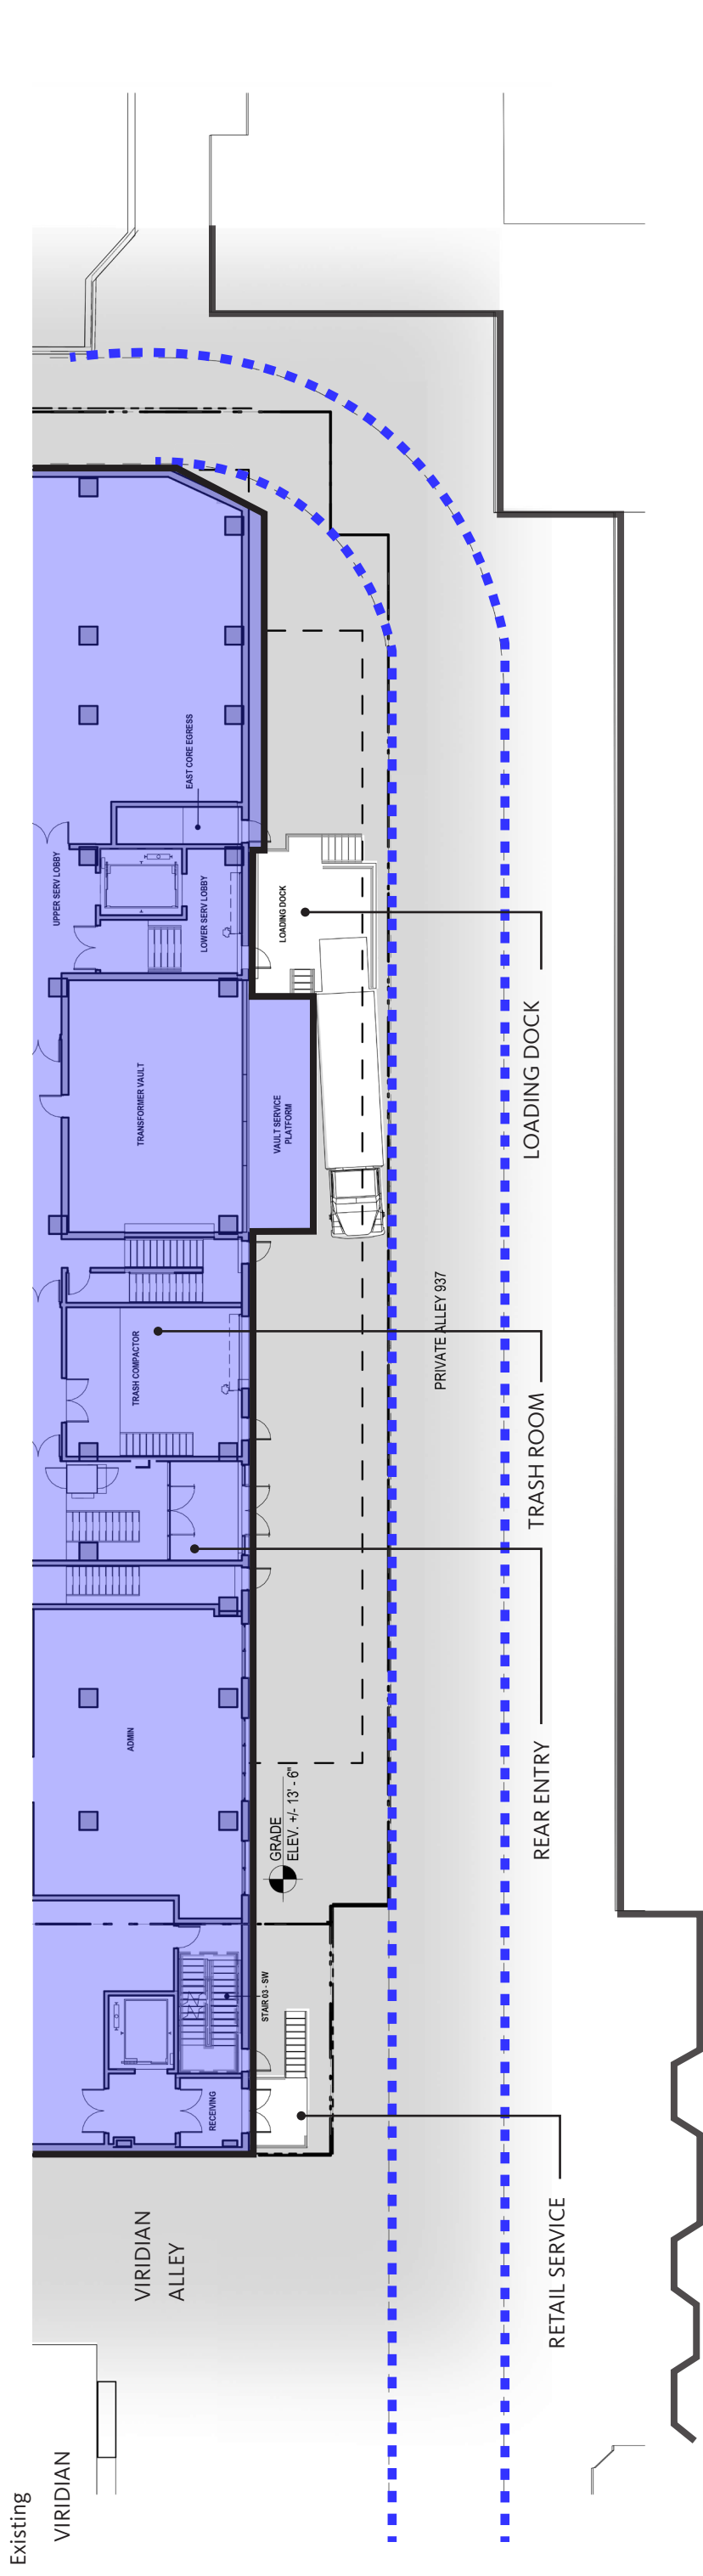 EAST CORE EGRESS
UPPER SERV LOBBY
LOWER SERV LOBBY
LOADING DOCK
LOADING DOCK
TRANSFORMER VAULT
VAULT SERVICE
PLATFORM
PRIVATE ALLEY 937
TRASH COMPACTOR
TRASH ROOM
REAR ENTRY
ADMIN
GRADE
ELEV. +/- 13' - 6"
STAIR 03 - SW
RECEIVING
RETAIL SERVICE
VIRIDIAN
ALLEY
Existing
VIRIDIAN